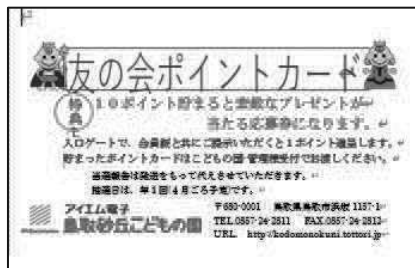 友の会ポイントカード
特典七
10ポイント貯まると素敵なプレゼントが
当たる応募券になります。
入口ゲートで、会員証と共にご提示いただくと1ポイント進呈します。
貯まったポイントカードはこどもの国 管理棟受付でお渡しください。
当選報告は発送をもって代えさせていただきます。
抽選日は、年1回(4月ごろ予定)です。
アイエム電子
鳥取砂丘こどもの国
〒680-0001 鳥取県鳥取市浜坂 1157-1
TEL.0857-24-2811 FAX.0857-24-2812
URL http://kodomonokuni.tottori.jp